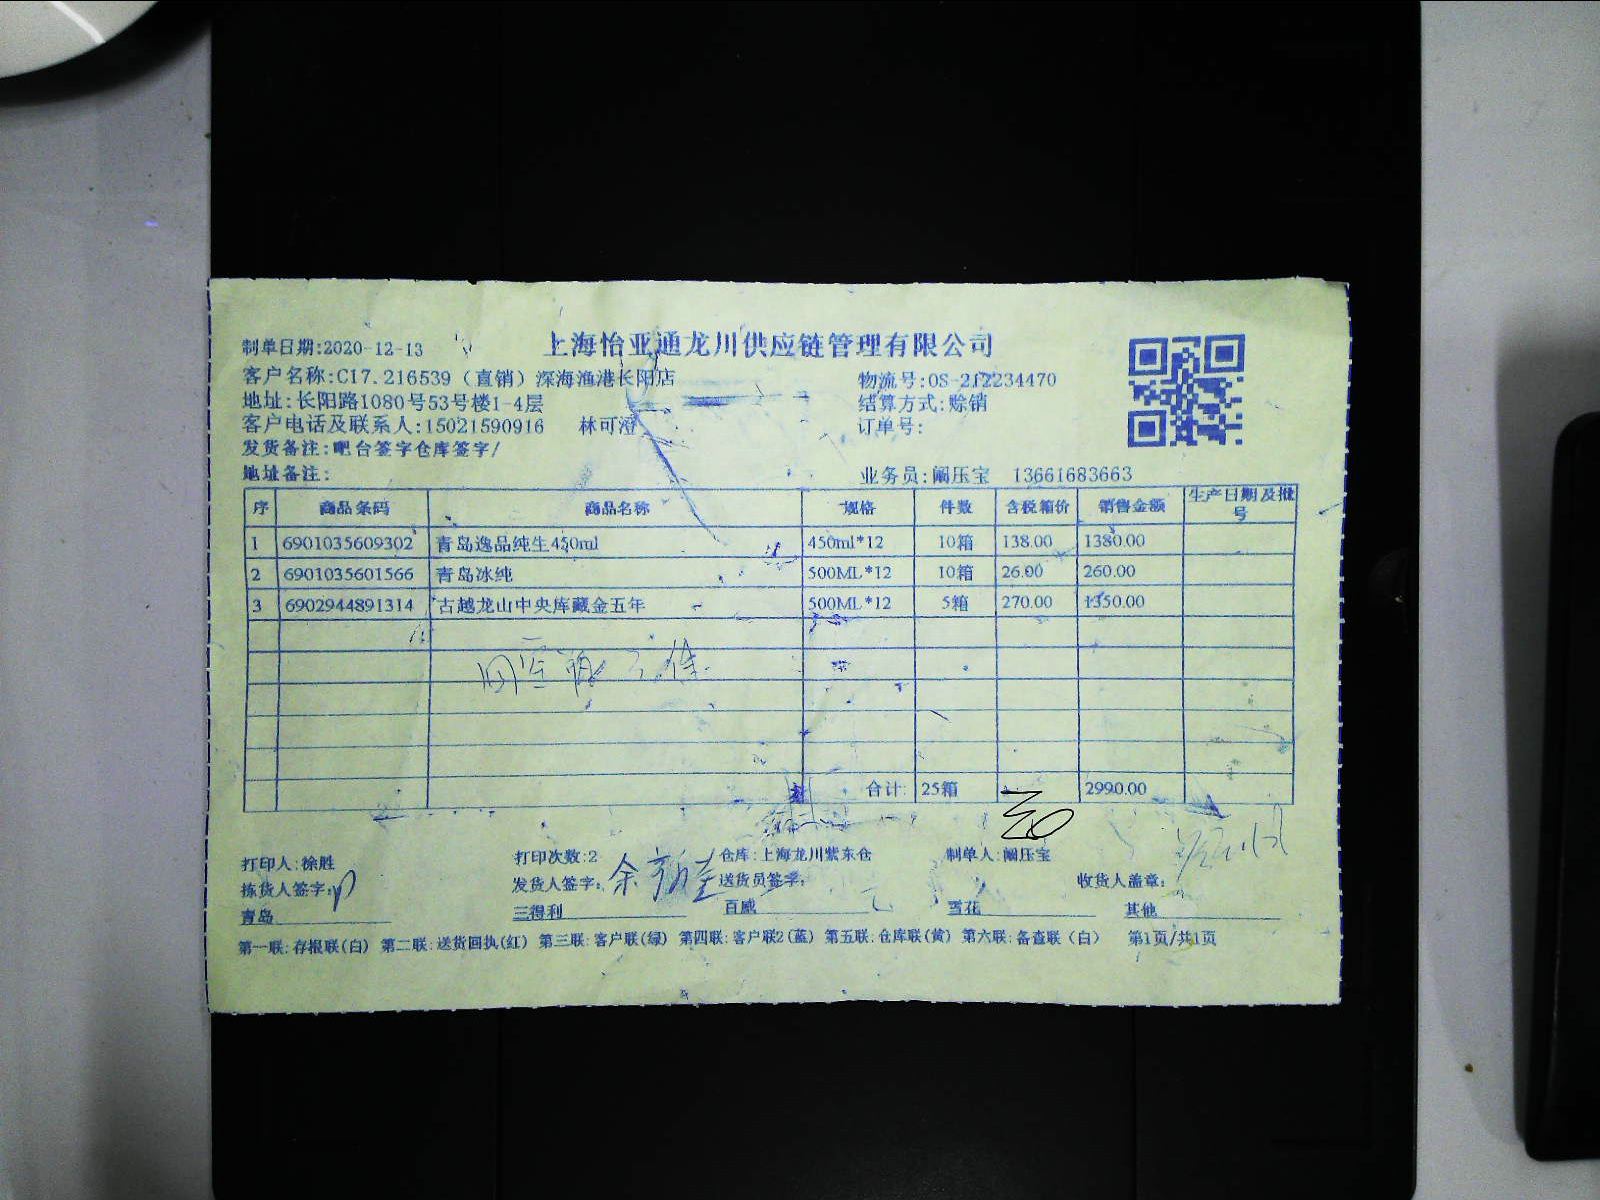 上海怡亚通龙川供应链管理有限公司
制单日期:2020-12-13
客户名称:C17.216539（直销）深海渔港长阳店 物流号:OS-212234470
地址:长阳路1080号53号楼1-4层 结算方式:赊销
客户电话及联系人:15021590916 林可澄 订单号:
发货备注:吧台签字仓库签字/
地址备注: 业务员:阚压宝 13661683663
序 商品条码 商品名称 规格 件数 含税箱价 销售金额 生产日期及批号
1 6901035609302 青岛逸品纯生450ml 450ml*12 10箱 138.00 1380.00
2 6901035601566 青岛冰纯 500ML*12 10箱 26.00 260.00
3 6902944891314 古越龙山中央库藏金五年 500ML*12 5箱 270.00 1350.00
合计: 25箱 2990.00
打印人:徐胜 打印次数:2 仓库:上海龙川紫东仓 制单人:阚压宝
拣货人签字: 发货人签字: 送货员签字: 收货人盖章:
青岛 三得利 百威 雪花 其他
第一联:存根联(白) 第二联:送货回执(红) 第三联:客户联(绿) 第四联:客户联2(蓝) 第五联:仓库联(黄) 第六联:备查联（白） 第1页/共1页